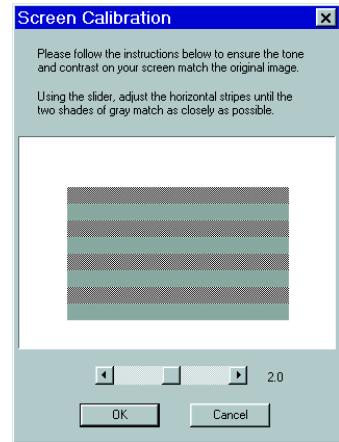 Screen Calibration
Please follow the instructions below to ensure the tone
and contrast on your screen match the original image.
Using the slider, adjust the horizontal stripes until the
two shades of gray match as closely as possible.
2.0
OK Cancel